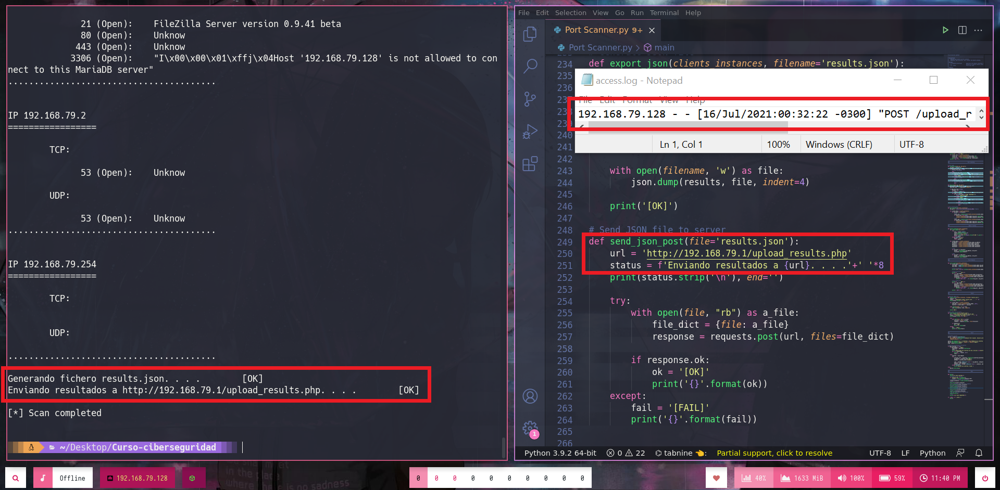 21 (Open): FileZilla Server version 0.9.41 beta
80 (Open): Unknow
443 (Open): Unknow
3306 (Open): "I\x00\x00\x01\xffj\x04Host '192.168.79.128' is not allowed to con
nect to this MariaDB server"
........................................
IP 192.168.79.2
=================
TCP:
53 (Open): Unknow
UDP:
53 (Open): Unknow
........................................
IP 192.168.79.254
=================
TCP:
UDP:
........................................
Generando fichero results.json. . . . [OK]
Enviando resultados a http://192.168.79.1/upload_results.php. . . . [OK]
[*] Scan completed
~/Desktop/Curso-ciberseguridad
File Edit Selection View Go Run Terminal Help
Port Scanner.py 9+
Port Scanner.py > main
234 def export_json(clients_instances, filename='results.json'):
235
236
access.log - Notepad
File Edit Format View Help
192.168.79.128 - - [16/Jul/2021:00:32:22 -0300] "POST /upload_r
Ln 1, Col 1 100% Windows (CRLF) UTF-8
240
241
242
243 with open(filename, 'w') as file:
244 json.dump(results, file, indent=4)
245
246 print('[OK]')
247
248 # Send JSON file to server
249 def send_json_post(file='results.json'):
250 url = 'http://192.168.79.1/upload_results.php'
251 status = f'Enviando resultados a {url}. . . .'+' '*8
252 print(status.strip('\n'), end='')
253
254 try:
255 with open(file, "rb") as a_file:
256 file_dict = {file: a_file}
257 response = requests.post(url, files=file_dict)
258
259 if response.ok:
260 ok = '[OK]'
261 print('{}'.format(ok))
262 except:
263 fail = '[FAIL]'
264 print('{}'.format(fail))
265
266
1
Python 3.9.2 64-bit 0 22 tabnine Partial support, click to resolve UTF-8 LF Python
in the place
where there is no sadness
Offline 192.168.79.128 0 0 0 0 0 0 0 0 0 0 40% 1633 MiB 100% 59% 11:40 PM